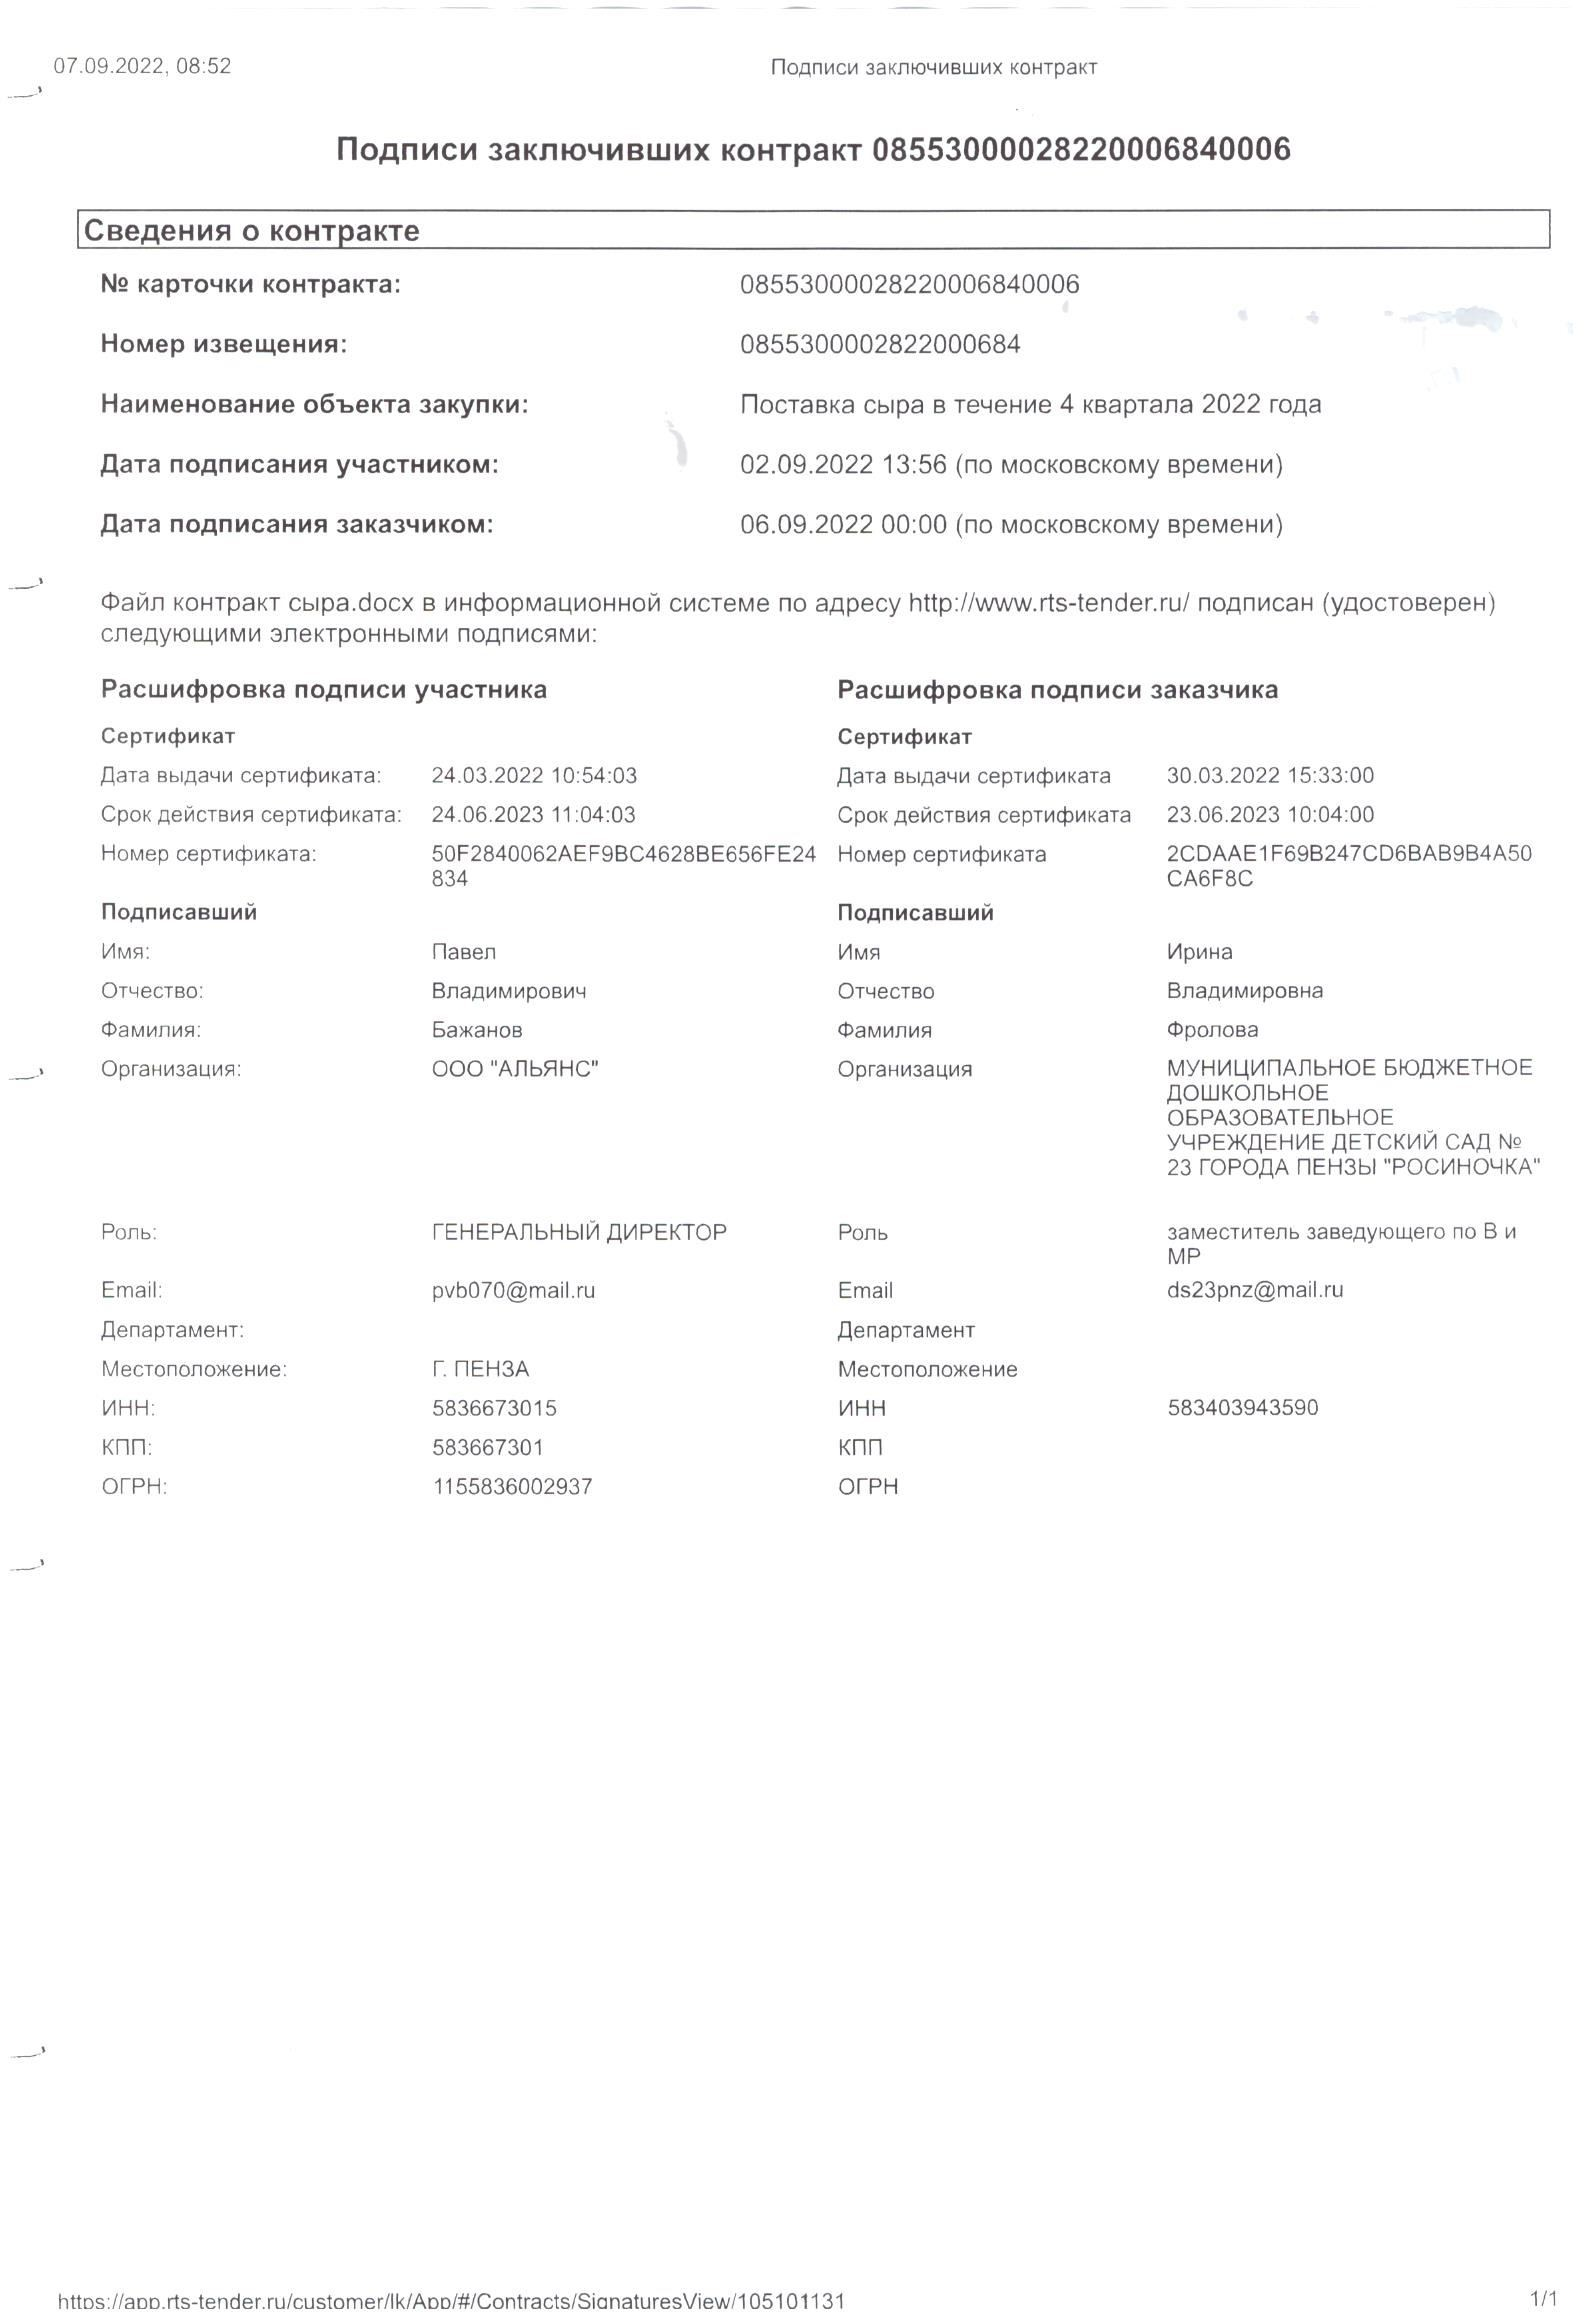 07.09.2022, 08:52
Подписи заключивших контракт
Подписи заключивших контракт 08553000028220006840006
Сведения о контракте
№ карточки контракта: 08553000028220006840006
Номер извещения: 0855300002822000684
Наименование объекта закупки: Поставка сыра в течение 4 квартала 2022 года
Дата подписания участником: 02.09.2022 13:56 (по московскому времени)
Дата подписания заказчиком: 06.09.2022 00:00 (по московскому времени)
Файл контракт сыра.docx в информационной системе по адресу http://www.rts-tender.ru/ подписан (удостоверен)
следующими электронными подписями:
Расшифровка подписи участника
Сертификат
Дата выдачи сертификата: 24.03.2022 10:54:03
Срок действия сертификата: 24.06.2023 11:04:03
Номер сертификата: 50F2840062AEF9BC4628BE656FE24
834
Подписавший
Имя: Павел
Отчество: Владимирович
Фамилия: Бажанов
Организация: ООО "АЛЬЯНС"
Роль: ГЕНЕРАЛЬНЫЙ ДИРЕКТОР
Email: pvb070@mail.ru
Департамент:
Местоположение: Г. ПЕНЗА
ИНН: 5836673015
КПП: 583667301
ОГРН: 1155836002937
Расшифровка подписи заказчика
Сертификат
Дата выдачи сертификата 30.03.2022 15:33:00
Срок действия сертификата 23.06.2023 10:04:00
Номер сертификата 2CDAAE1F69B247CD6BAB9B4A50
CA6F8C
Подписавший
Имя Ирина
Отчество Владимировна
Фамилия Фролова
Организация МУНИЦИПАЛЬНОЕ БЮДЖЕТНОЕ
ДОШКОЛЬНОЕ
ОБРАЗОВАТЕЛЬНОЕ
УЧРЕЖДЕНИЕ ДЕТСКИЙ САД №
23 ГОРОДА ПЕНЗЫ "РОСИНОЧКА"
Роль заместитель заведующего по В и
МР
Email ds23pnz@mail.ru
Департамент
Местоположение
ИНН 583403943590
КПП
ОГРН
https://app.rts-tender.ru/customer/lk/App/#/Contracts/SignaturesView/105101131
1/1